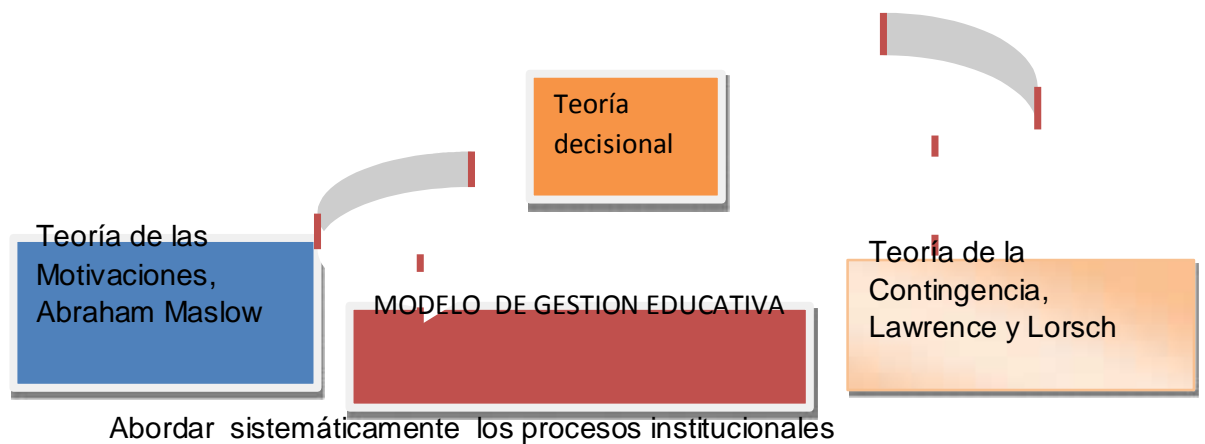 Teoría
decisional
Teoría de las
Motivaciones,
Abraham Maslow
MODELO DE GESTION EDUCATIVA
Teoría de la
Contingencia,
Lawrence y Lorsch
Abordar sistemáticamente los procesos institucionales